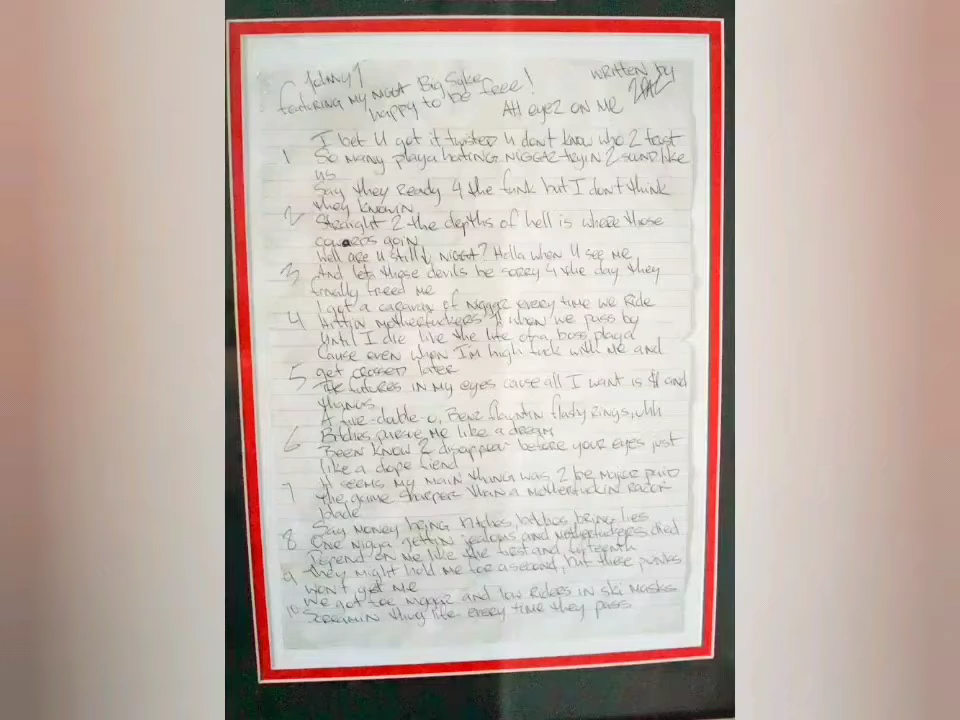 1dmy1
featuring my NIGGA Big Syke
happy to be free!
written by
2PAC
All eyez on me
I bet U got it twisted U dont know who 2 trust
1 So many playa hating NIGGAZ tryin 2 sound like
us
Say they Ready 4 the funk but I don't think
they knowin
2 Straight 2 the depths of hell is where those
cowards goin
Well are u still , NIGGA? Holla when U see me
3 And let these devils be sorry 4 the day they
finally freed me
I got a caravan of niggaz every time we Ride
4 Hittin Motherfuckers when we pass by
Until I die live the life of a boss playa
Cause even when I'm high fuck with me and
5 get crossed later
The futures in my eyes cause all I want is and
thangs
A Benz flauntin flashy rings, uhh
6 Bitches pursue me like a dream
Been know 2 disappear before your eyes just
like a dope fiend
7 It seems my main thang was 2 be major paid
The game sharper than a Motherfuckin razor
blade
Say money bring bitches, bitches bring lies
8 One nigga gettin jealous and Motherfuckers died
Depend on me like the first and fifteenth
9 they might hold me for a second, but these punks
won't get me
We got niggaz and low riders in ski masks
10 Screamin thug life every time they pass